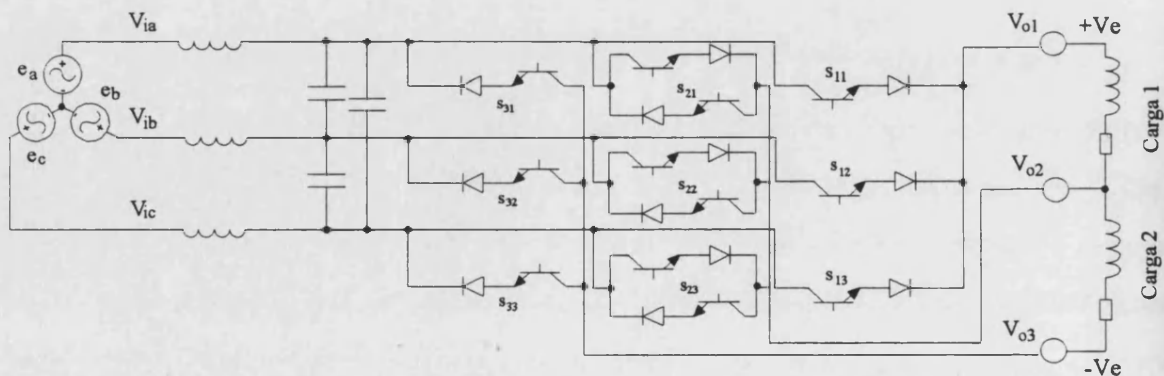 V_ia
V_o1
+Ve
e_a
s_11
s_21
s_31
e_b
Carga 1
V_ib
e_c
s_12
V_o2
s_22
s_32
V_ic
Carga 2
s_13
s_23
s_33
V_o3
-Ve